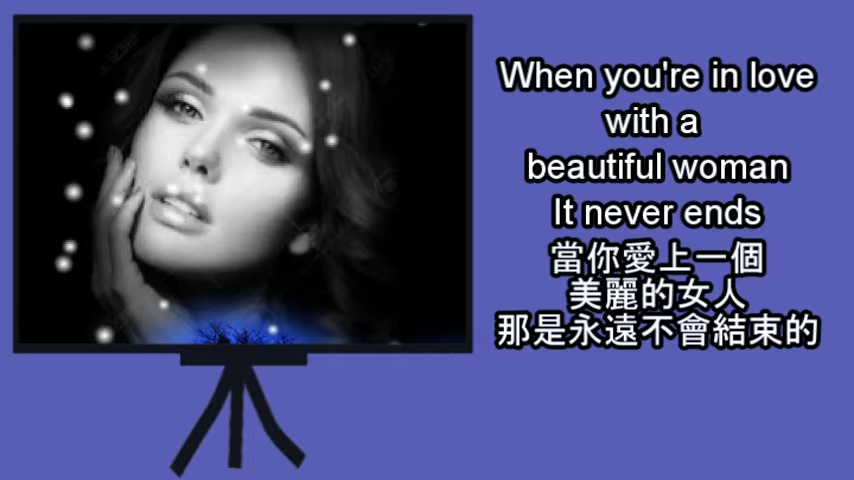 When you're in love
with a
beautiful woman
It never ends
當你愛上一個
美麗的女人
那是永遠不會結束的